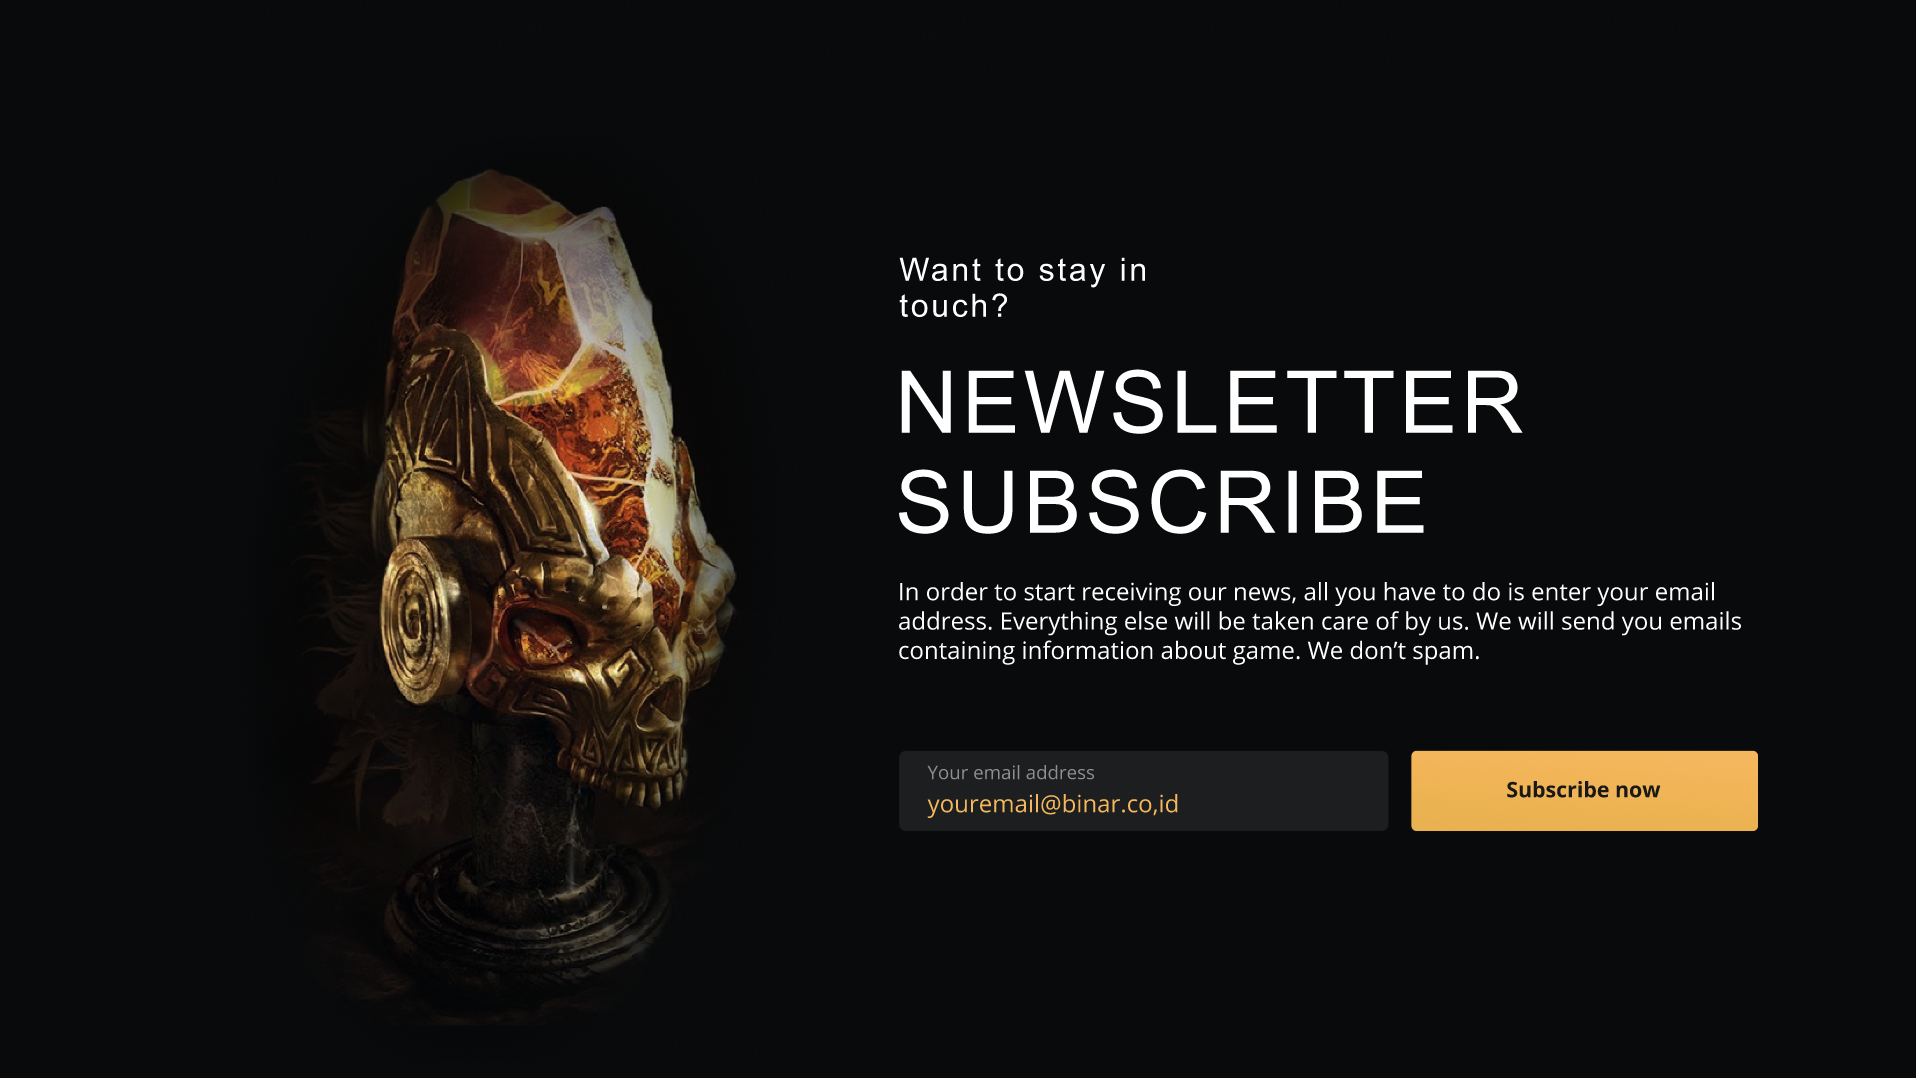 Want to stay in
touch?
NEWSLETTER
SUBSCRIBE
In order to start receiving our news, all you have to do is enter your email
address. Everything else will be taken care of by us. We will send you emails
containing information about game. We don’t spam.
Your email address
youremail@binar.co,id
Subscribe now